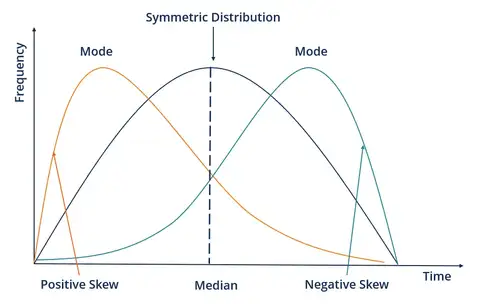 Symmetric Distribution
Mode
Mode
Frequency
Time
Positive Skew
Median
Negative Skew